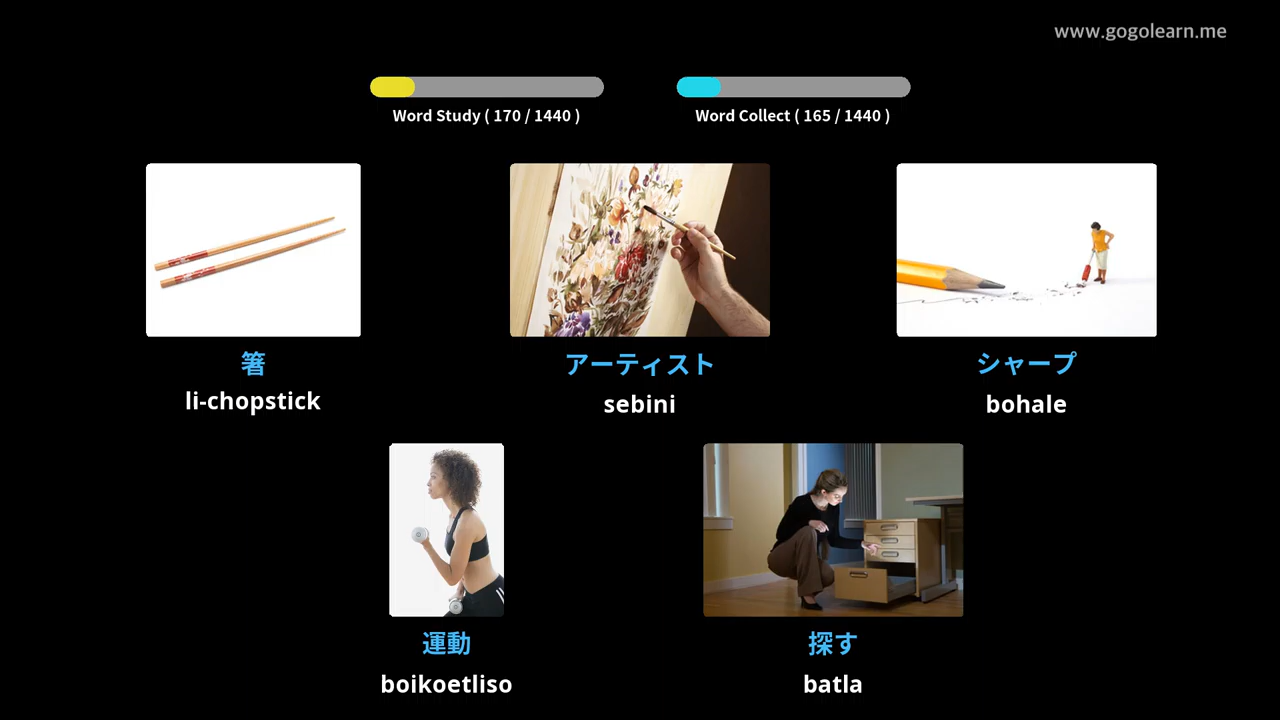 www.gogolearn.me
Word Study ( 170 / 1440 )
Word Collect ( 165 / 1440 )
箸
li-chopstick
アーティスト
sebini
シャープ
bohale
運動
boikoetliso
探す
batla